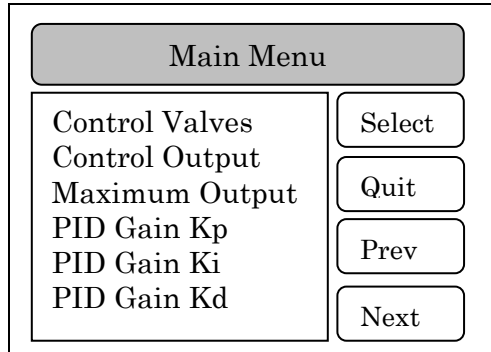 Main Menu
Control Valves
Control Output
Maximum Output
PID Gain Kp
PID Gain Ki
PID Gain Kd
Select
Quit
Prev
Next